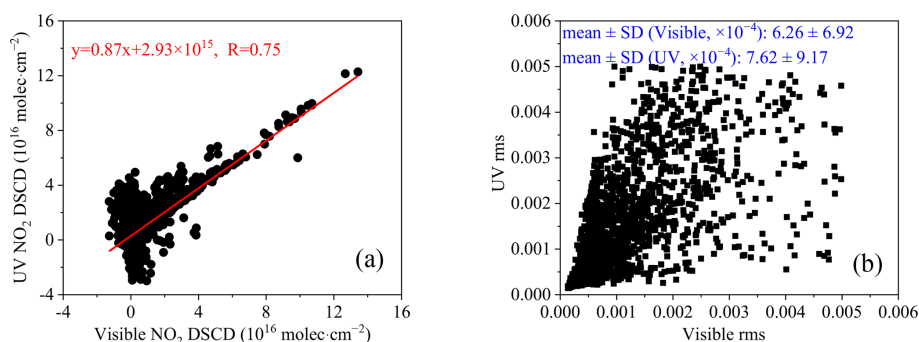 16
12
8
4
0
-4
-4
0
4
8
12
16
UV NO₂ DSCD (10¹⁶ molec·cm⁻²)
Visible NO₂ DSCD (10¹⁶ molec·cm⁻²)
y=0.87x+2.93×10¹⁵, R=0.75
(a)
mean ± SD (Visible, ×10⁻⁴): 6.26 ± 6.92
mean ± SD (UV, ×10⁻⁴): 7.62 ± 9.17
0.006
0.005
0.004
0.003
0.002
0.001
0.000
0.000
0.001
0.002
0.003
0.004
0.005
0.006
UV rms
Visible rms
(b)